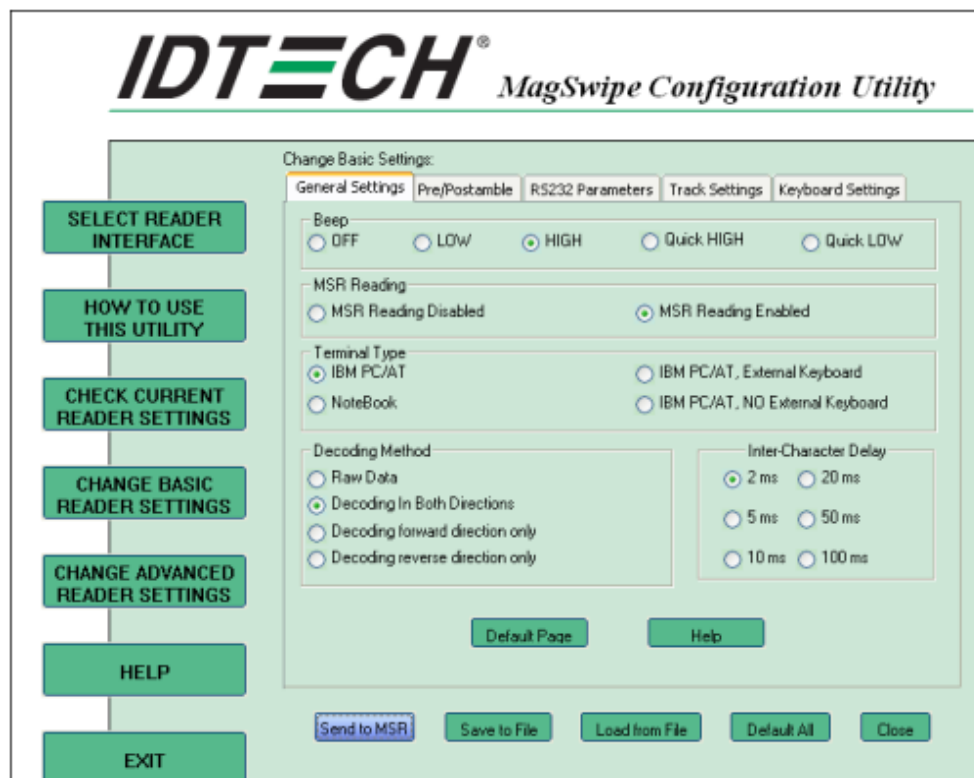 IDTECH®
MagSwipe Configuration Utility
Change Basic Settings:
General Settings Pre/Postamble RS232 Parameters Track Settings Keyboard Settings
SELECT READER
INTERFACE
HOW TO USE
THIS UTILITY
CHECK CURRENT
READER SETTINGS
CHANGE BASIC
READER SETTINGS
CHANGE ADVANCED
READER SETTINGS
HELP
EXIT
Beep
OFF LOW HIGH Quick HIGH Quick LOW
MSR Reading
MSR Reading Disabled MSR Reading Enabled
Terminal Type
IBM PC/AT IBM PC/AT, External Keyboard
NoteBook IBM PC/AT, NO External Keyboard
Decoding Method
Raw Data
Decoding In Both Directions
Decoding forward direction only
Decoding reverse direction only
Inter-Character Delay
2 ms 20 ms
5 ms 50 ms
10 ms 100 ms
Default Page Help
Send to MSR Save to File Load from File Default All Close